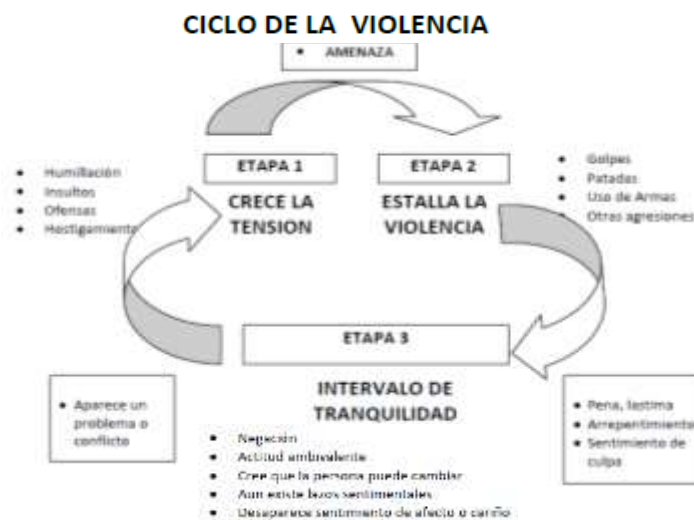 CICLO DE LA VIOLENCIA
• AMENAZA
ETAPA 1
CRECE LA
TENSION
ETAPA 2
ESTALLA LA
VIOLENCIA
• Humillación
• Insultos
• Ofensas
• Hostigamiento
• Golpes
• Patadas
• Uso de Armas
• Otras agresiones
ETAPA 3
INTERVALO DE
TRANQUILIDAD
• Aparece un
problema o
conflicto
• Pena, lastima
• Arrepentimiento
• Sentimiento de
culpa
• Negación
• Actitud ambivalente
• Cree que la persona puede cambiar
• Aun existe lazos sentimentales
• Desaparece sentimiento de afecto o cariño